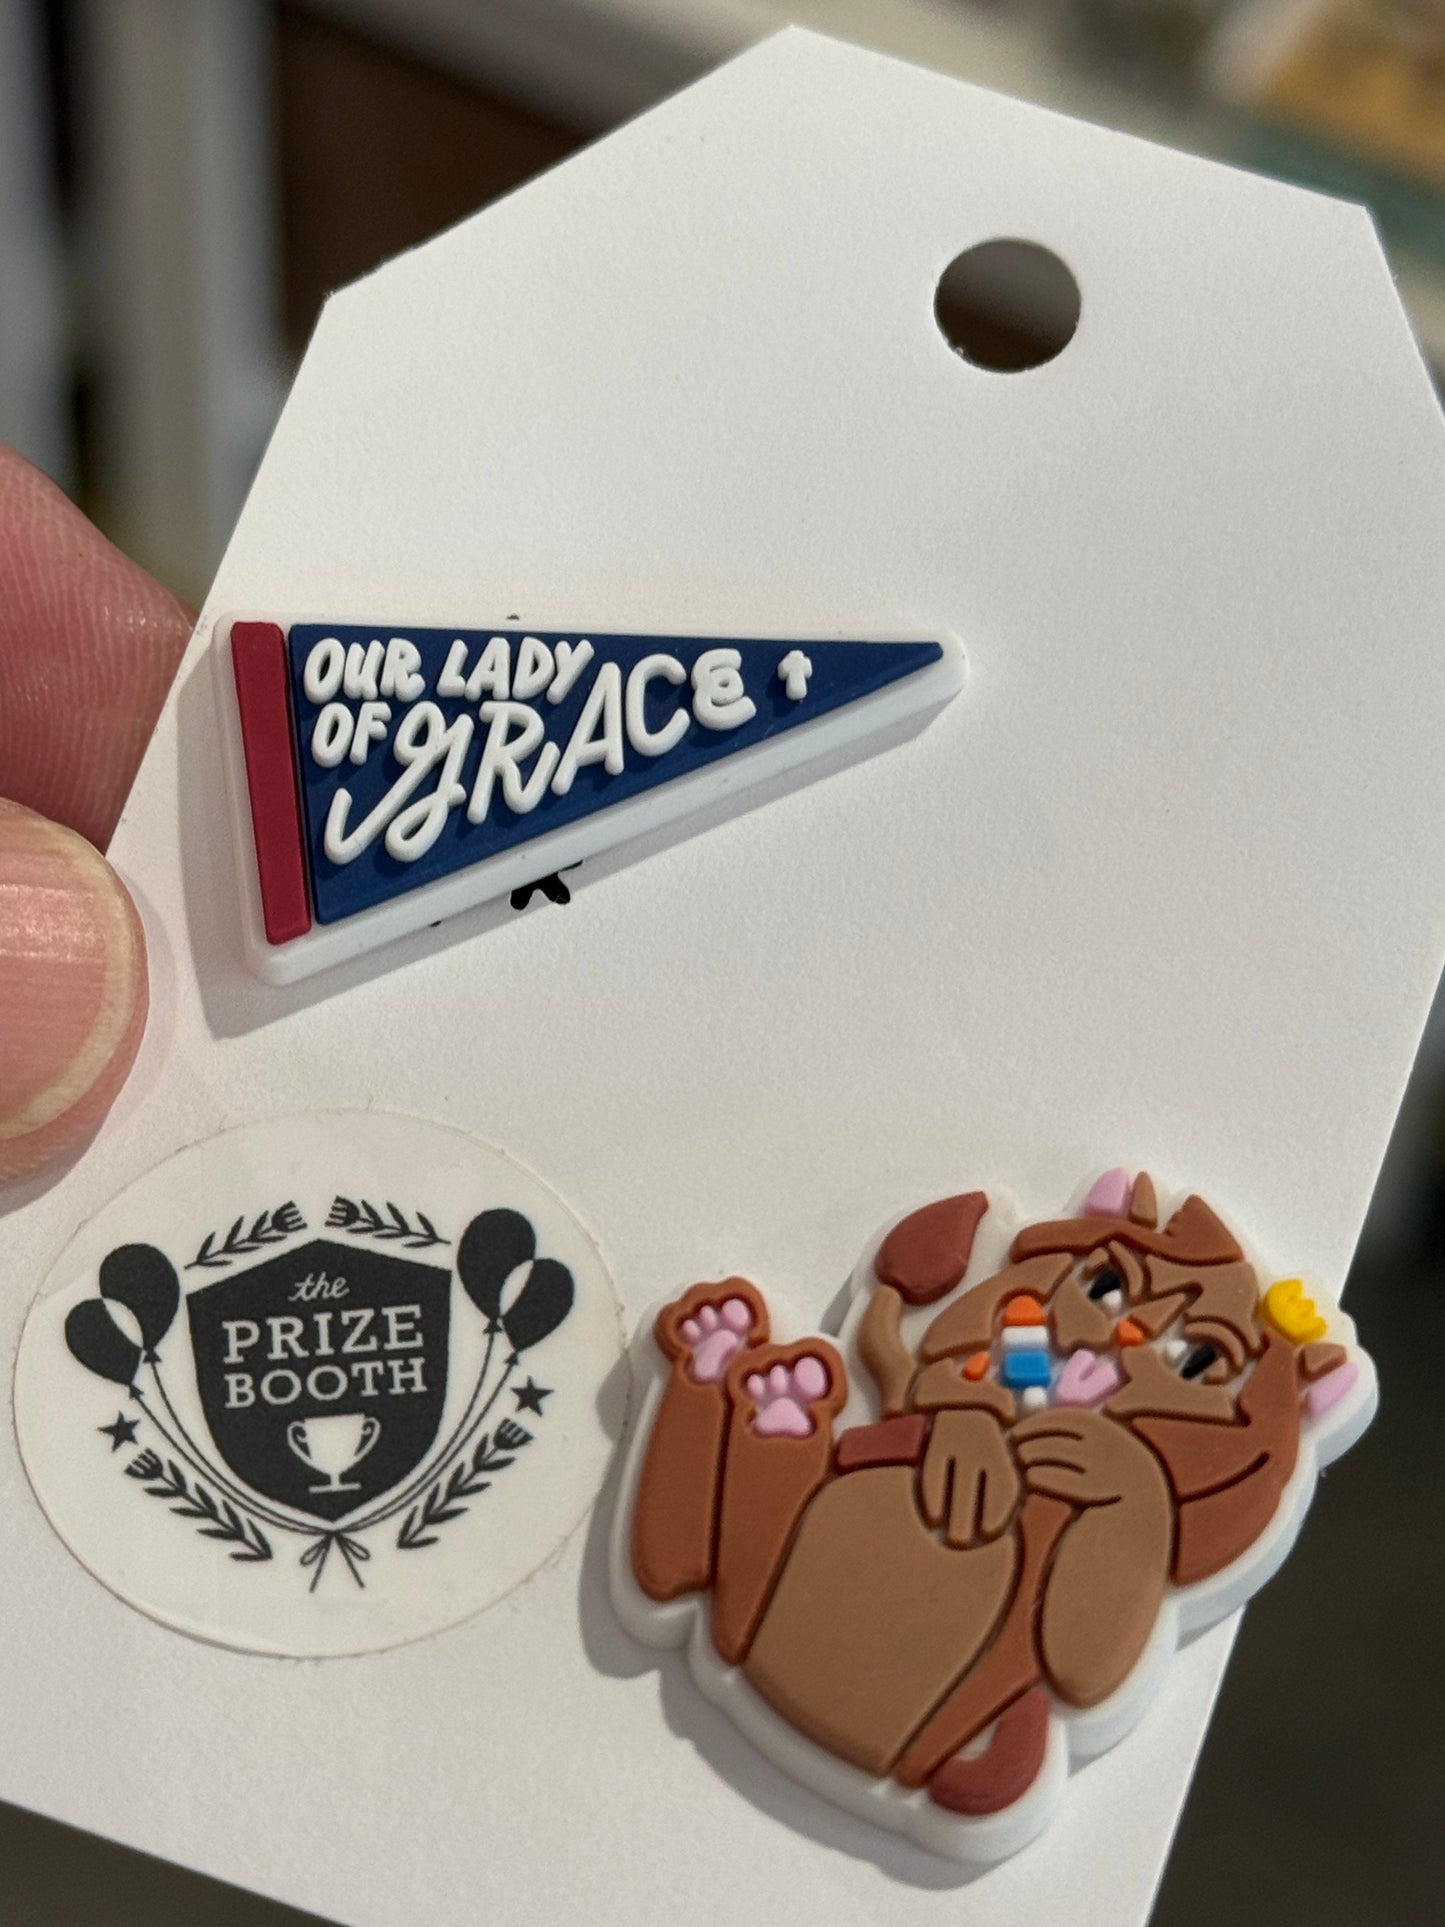 OUR LADY
OF GRACE
the
PRIZE
BOOTH